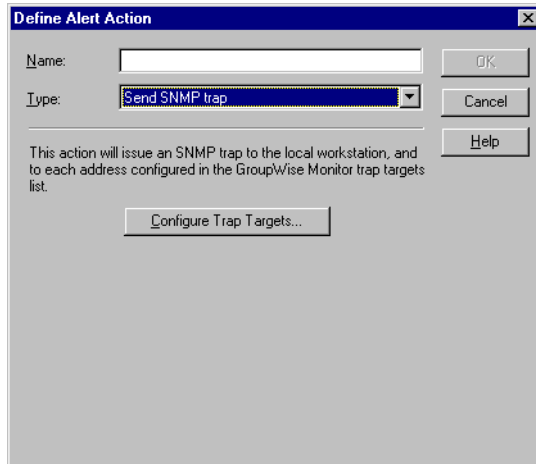 Define Alert Action
Name:
OK
Type:
Send SNMP trap
Cancel
Help
This action will issue an SNMP trap to the local workstation, and
to each address configured in the GroupWise Monitor trap targets
list.
Configure Trap Targets...